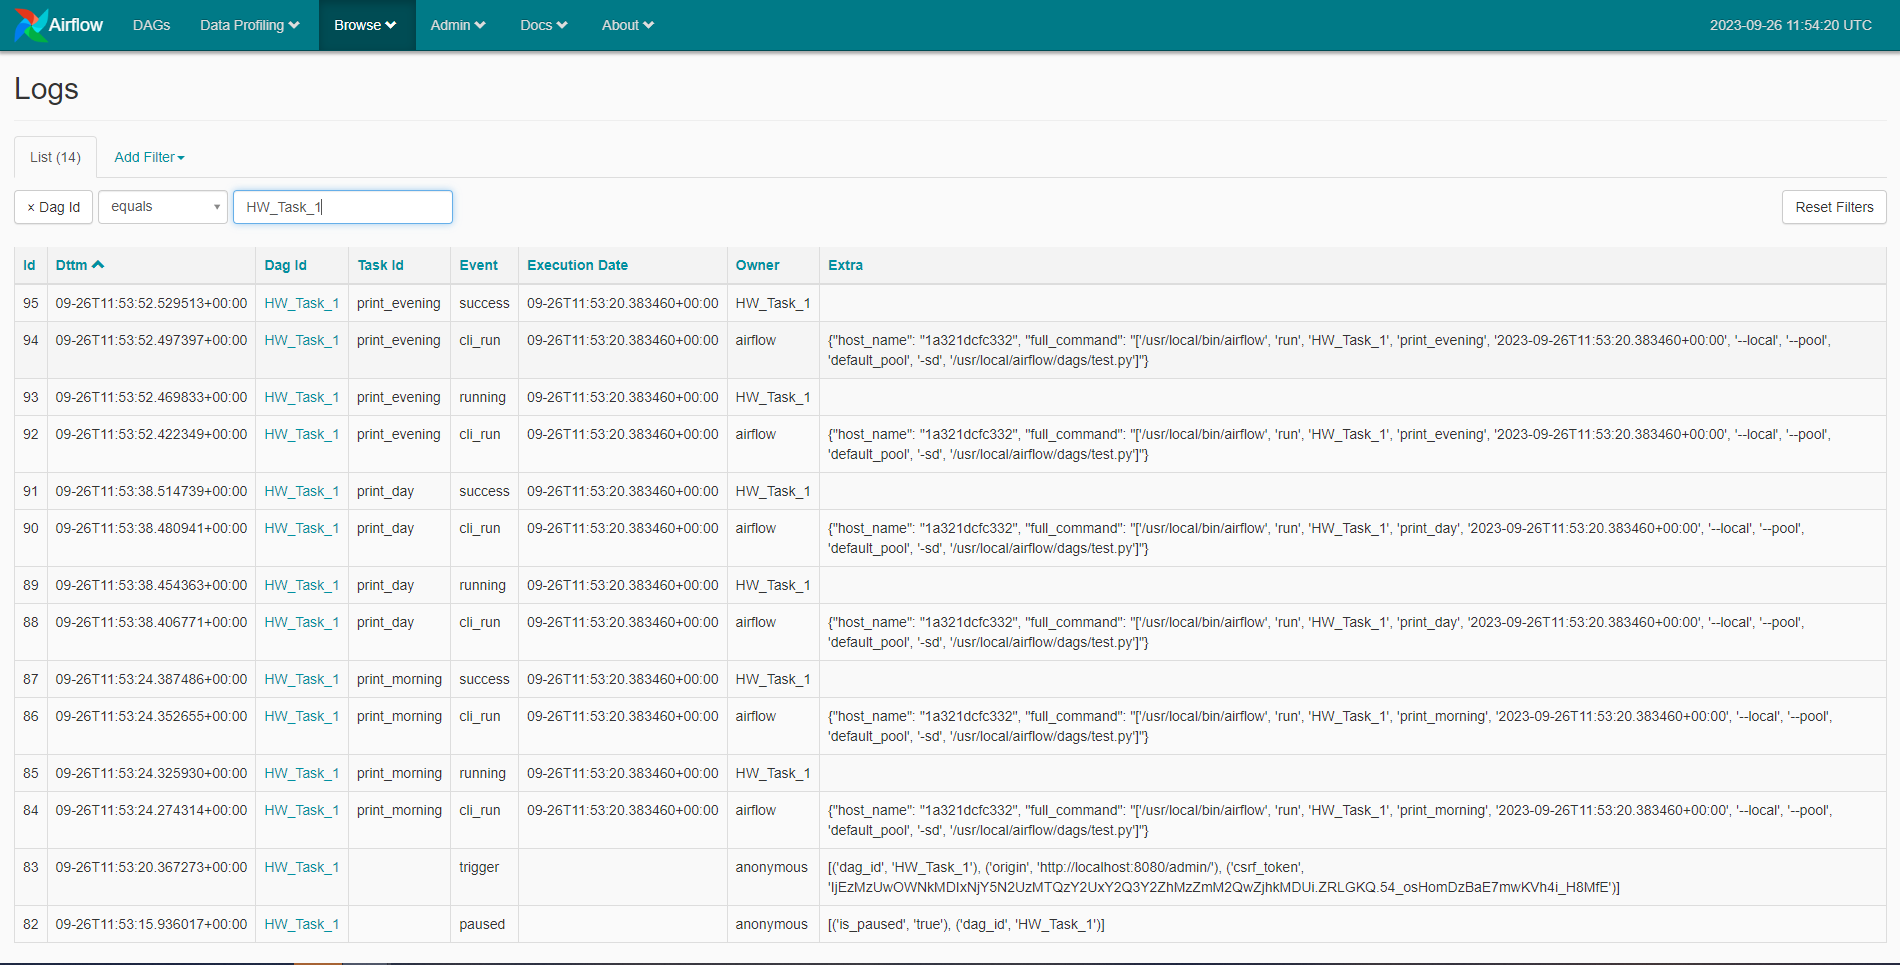 Airflow DAGs Data Profiling Browse Admin Docs About 2023-09-26 11:54:20 UTC
Logs
List (14) Add Filter
× Dag Id equals HW_Task_1 Reset Filters
Id Dttm Dag Id Task Id Event Execution Date Owner Extra
95 09-26T11:53:52.529513+00:00 HW_Task_1 print_evening success 09-26T11:53:20.383460+00:00 HW_Task_1
94 09-26T11:53:52.497397+00:00 HW_Task_1 print_evening cli_run 09-26T11:53:20.383460+00:00 airflow {"host_name": "1a321dcfc332", "full_command": "['/usr/local/bin/airflow', 'run', 'HW_Task_1', 'print_evening', '2023-09-26T11:53:20.383460+00:00', '--local', '--pool',
'default_pool', '-sd', '/usr/local/airflow/dags/test.py']"}
93 09-26T11:53:52.469833+00:00 HW_Task_1 print_evening running 09-26T11:53:20.383460+00:00 HW_Task_1
92 09-26T11:53:52.422349+00:00 HW_Task_1 print_evening cli_run 09-26T11:53:20.383460+00:00 airflow {"host_name": "1a321dcfc332", "full_command": "['/usr/local/bin/airflow', 'run', 'HW_Task_1', 'print_evening', '2023-09-26T11:53:20.383460+00:00', '--local', '--pool',
'default_pool', '-sd', '/usr/local/airflow/dags/test.py']"}
91 09-26T11:53:38.514739+00:00 HW_Task_1 print_day success 09-26T11:53:20.383460+00:00 HW_Task_1
90 09-26T11:53:38.480941+00:00 HW_Task_1 print_day cli_run 09-26T11:53:20.383460+00:00 airflow {"host_name": "1a321dcfc332", "full_command": "['/usr/local/bin/airflow', 'run', 'HW_Task_1', 'print_day', '2023-09-26T11:53:20.383460+00:00', '--local', '--pool',
'default_pool', '-sd', '/usr/local/airflow/dags/test.py']"}
89 09-26T11:53:38.454363+00:00 HW_Task_1 print_day running 09-26T11:53:20.383460+00:00 HW_Task_1
88 09-26T11:53:38.406771+00:00 HW_Task_1 print_day cli_run 09-26T11:53:20.383460+00:00 airflow {"host_name": "1a321dcfc332", "full_command": "['/usr/local/bin/airflow', 'run', 'HW_Task_1', 'print_day', '2023-09-26T11:53:20.383460+00:00', '--local', '--pool',
'default_pool', '-sd', '/usr/local/airflow/dags/test.py']"}
87 09-26T11:53:24.387486+00:00 HW_Task_1 print_morning success 09-26T11:53:20.383460+00:00 HW_Task_1
86 09-26T11:53:24.352655+00:00 HW_Task_1 print_morning cli_run 09-26T11:53:20.383460+00:00 airflow {"host_name": "1a321dcfc332", "full_command": "['/usr/local/bin/airflow', 'run', 'HW_Task_1', 'print_morning', '2023-09-26T11:53:20.383460+00:00', '--local', '--pool',
'default_pool', '-sd', '/usr/local/airflow/dags/test.py']"}
85 09-26T11:53:24.325930+00:00 HW_Task_1 print_morning running 09-26T11:53:20.383460+00:00 HW_Task_1
84 09-26T11:53:24.274314+00:00 HW_Task_1 print_morning cli_run 09-26T11:53:20.383460+00:00 airflow {"host_name": "1a321dcfc332", "full_command": "['/usr/local/bin/airflow', 'run', 'HW_Task_1', 'print_morning', '2023-09-26T11:53:20.383460+00:00', '--local', '--pool',
'default_pool', '-sd', '/usr/local/airflow/dags/test.py']"}
83 09-26T11:53:20.367273+00:00 HW_Task_1 trigger anonymous [('dag_id', 'HW_Task_1'), ('origin', 'http://localhost:8080/admin/'), ('csrf_token',
'IjEzMzUwOWNkMDIxNjY5N2UzMTQzY2UxY2Q3Y2ZhMzZmM2QwZjhkMDUi.ZRLGKQ.54_osHomDzBaE7mwKVh4i_H8MfE')]
82 09-26T11:53:15.936017+00:00 HW_Task_1 paused anonymous [('is_paused', 'true'), ('dag_id', 'HW_Task_1')]